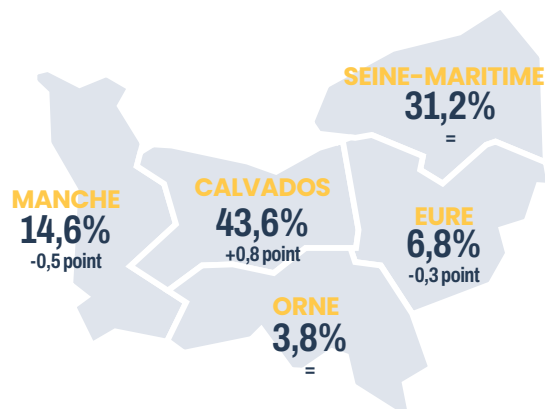 SEINE-MARITIME
31,2%
=
MANCHE
14,6%
-0,5 point
CALVADOS
43,6%
+0,8 point
EURE
6,8%
-0,3 point
ORNE
3,8%
=